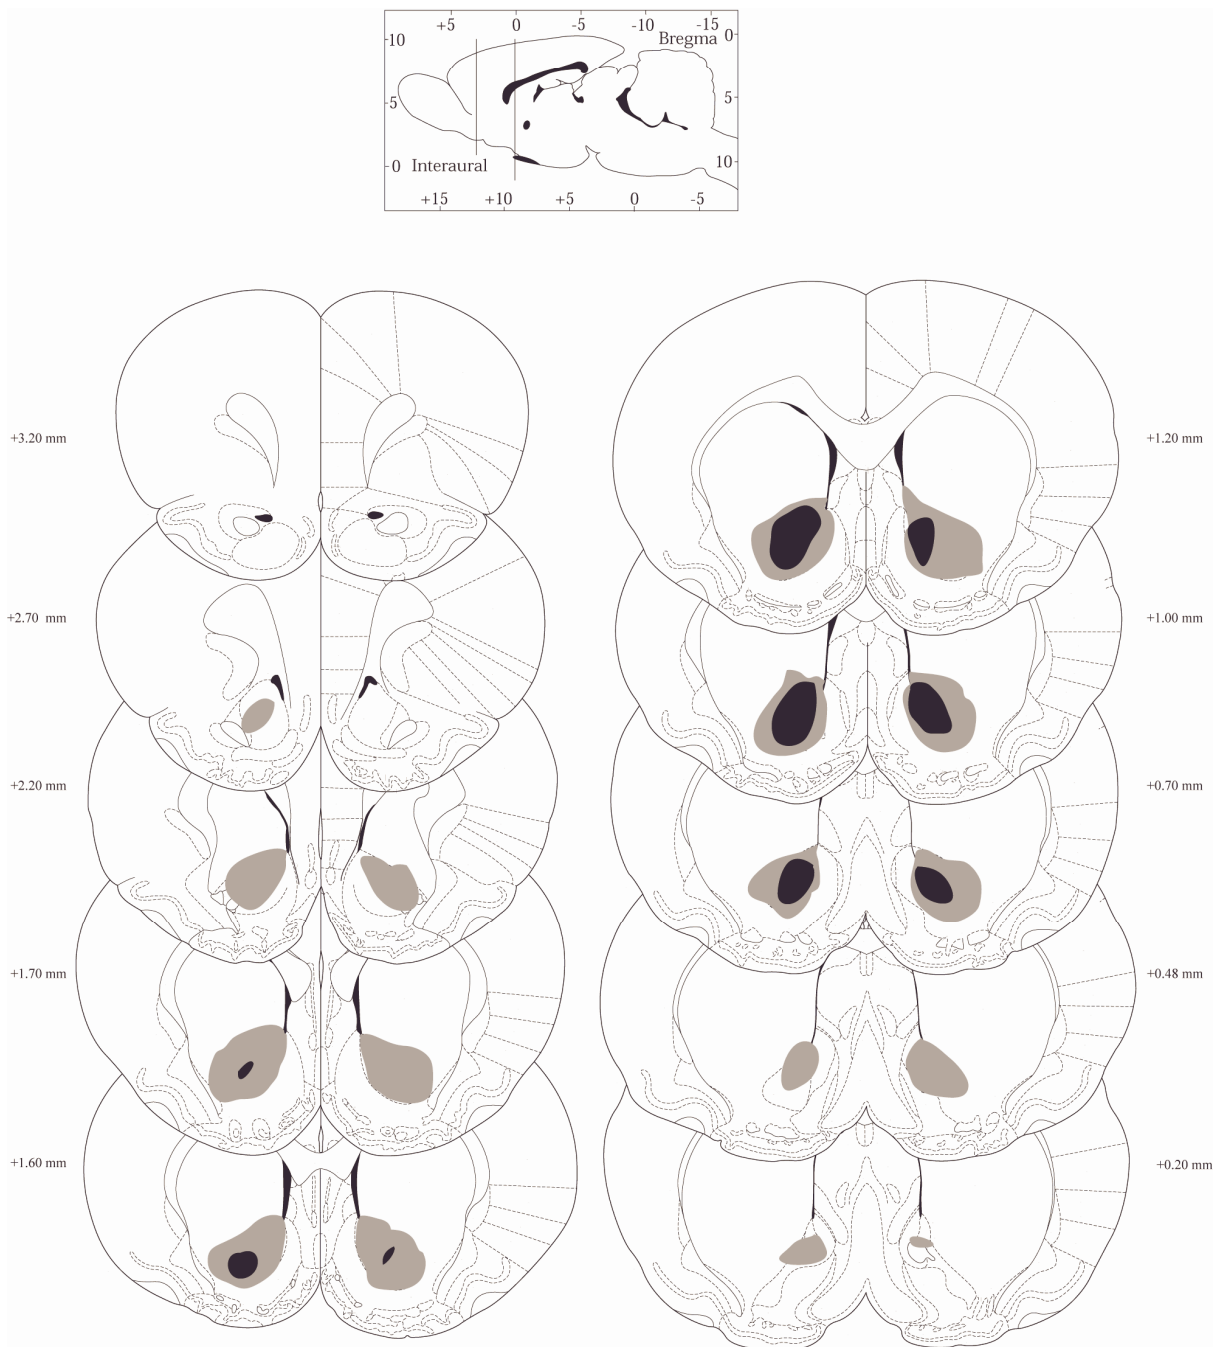 +5 0 -5 -10 -15
Bregma 0
10
5 5
0 Interaural 10
+15 +10 +5 0 -5
+3.20 mm +1.20 mm
+2.70 mm +1.00 mm
+2.20 mm +0.70 mm
+1.70 mm +0.48 mm
+1.60 mm +0.20 mm